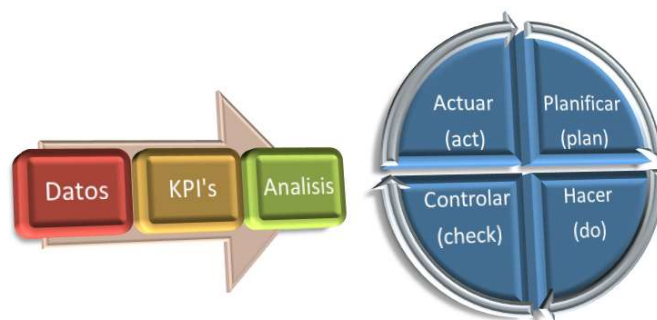 Datos
KPI's
Analisis
Actuar
(act)
Planificar
(plan)
Controlar
(check)
Hacer
(do)